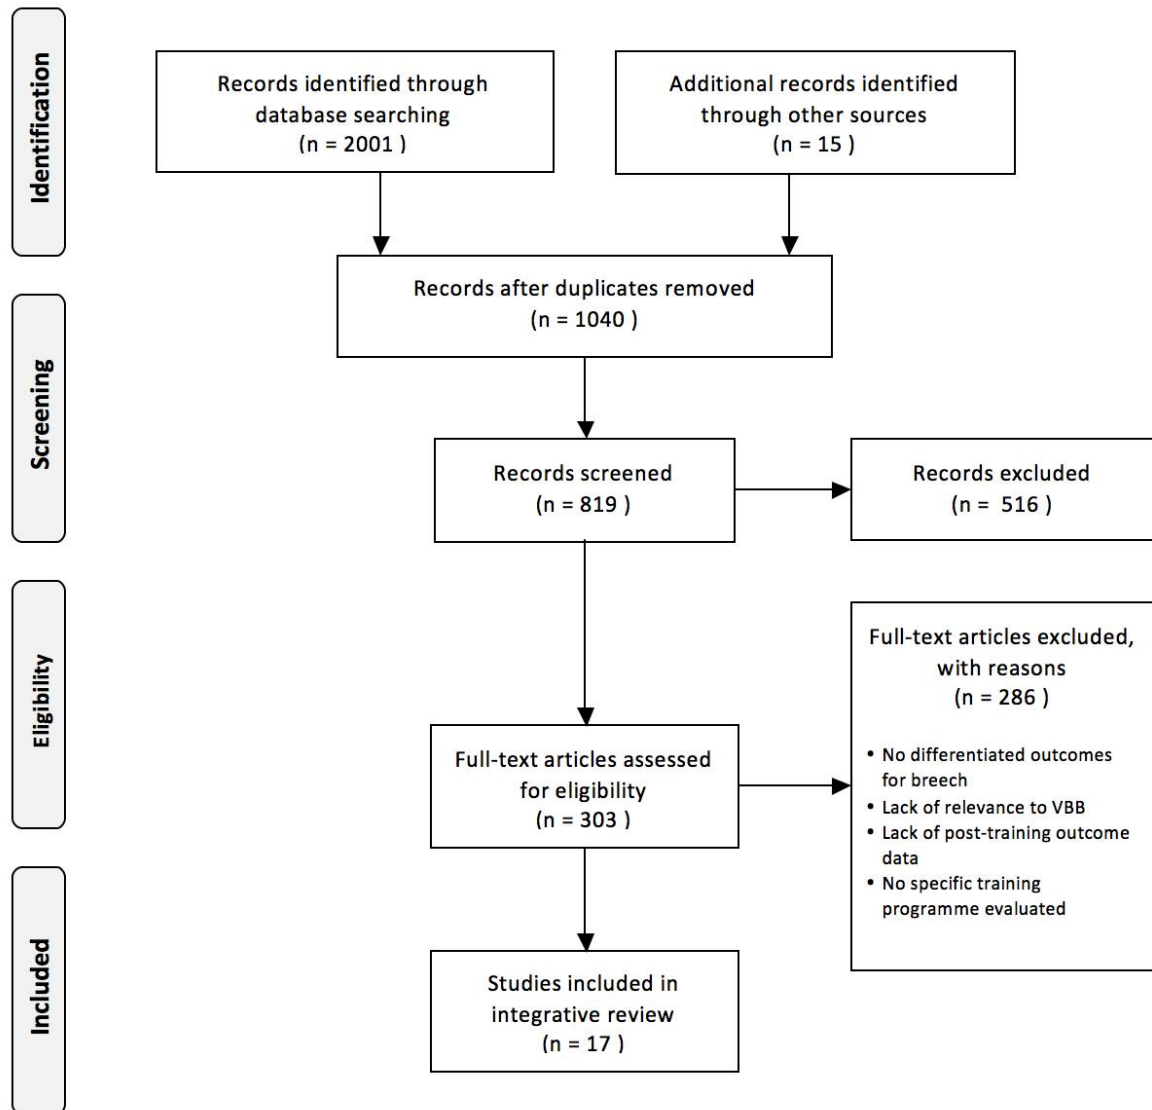 Identification
Records identified through
database searching
(n = 2001 )
Additional records identified
through other sources
(n = 15 )
Records after duplicates removed
(n = 1040 )
Screening
Records screened
(n = 819 )
Records excluded
(n =  516 )
Eligibility
Full-text articles assessed
for eligibility
(n = 303 )
Full-text articles excluded,
with reasons
(n = 286 )
• No differentiated outcomes
for breech
• Lack of relevance to VBB
• Lack of post-training outcome
data
• No specific training
programme evaluated
Included
Studies included in
integrative review
(n = 17 )